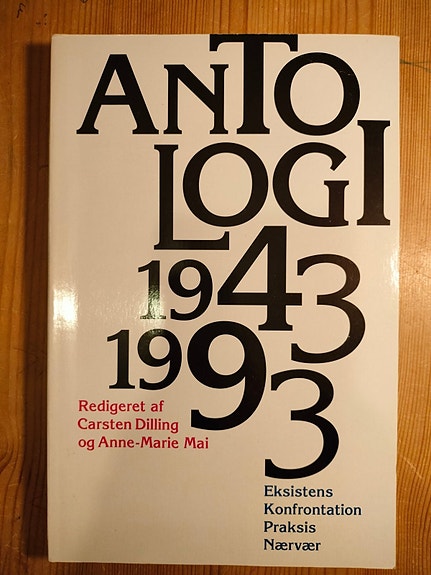 ANTO
LOGI
1943
1993
Redigeret af
Carsten Dilling
og Anne-Marie Mai
Eksistens
Konfrontation
Praksis
Nærvær